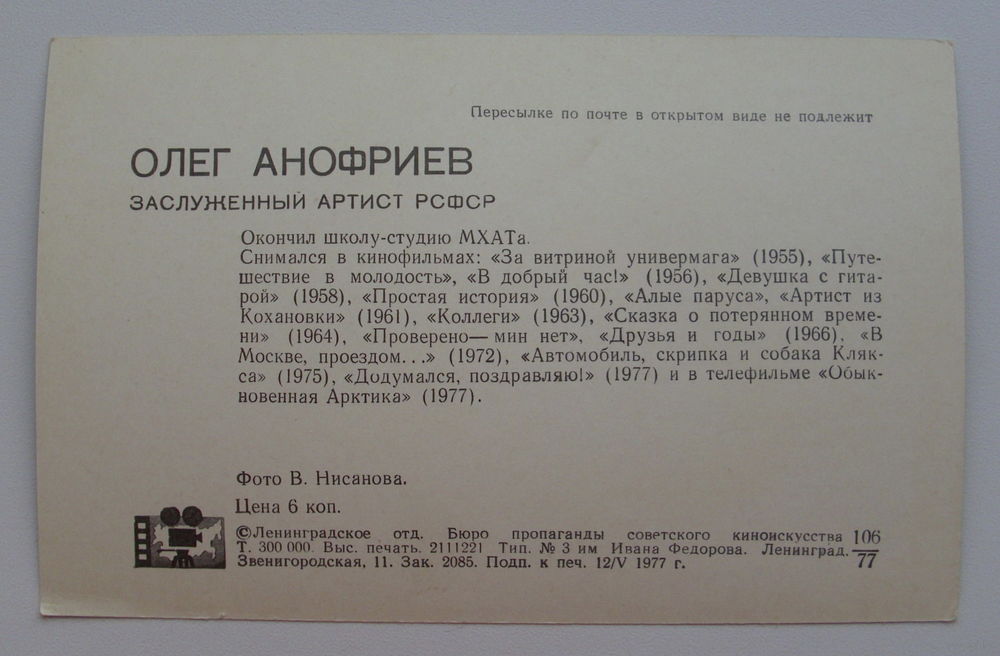 Пересылке по почте в открытом виде не подлежит
ОЛЕГ АНОФРИЕВ
ЗАСЛУЖЕННЫЙ АРТИСТ РСФСР
Окончил школу-студию МХАТа.
Снимался в кинофильмах: «За витриной универмага» (1955), «Путе-
шествие в молодость», «В добрый час!» (1956), «Девушка с гита-
рой» (1958), «Простая история» (1960), «Алые паруса», «Артист из
Кохановки» (1961), «Коллеги» (1963), «Сказка о потерянном време-
ни» (1964), «Проверено— мин нет», «Друзья и годы» (1966), «В
Москве, проездом...» (1972), «Автомобиль, скрипка и собака Кляк-
са» (1975), «Додумался, поздравляю!» (1977) и в телефильме «Обык-
новенная Арктика» (1977).
Фото В. Нисанова.
Цена 6 коп.
©Ленинградское отд. Бюро пропаганды советского киноискусства 106
Т. 300 000. Выс. печать. 2111221 Тип. № 3 им Ивана Федорова. Ленинград. 77
Звенигородская, 11. Зак. 2085. Подп. к печ. 12/V 1977 г.